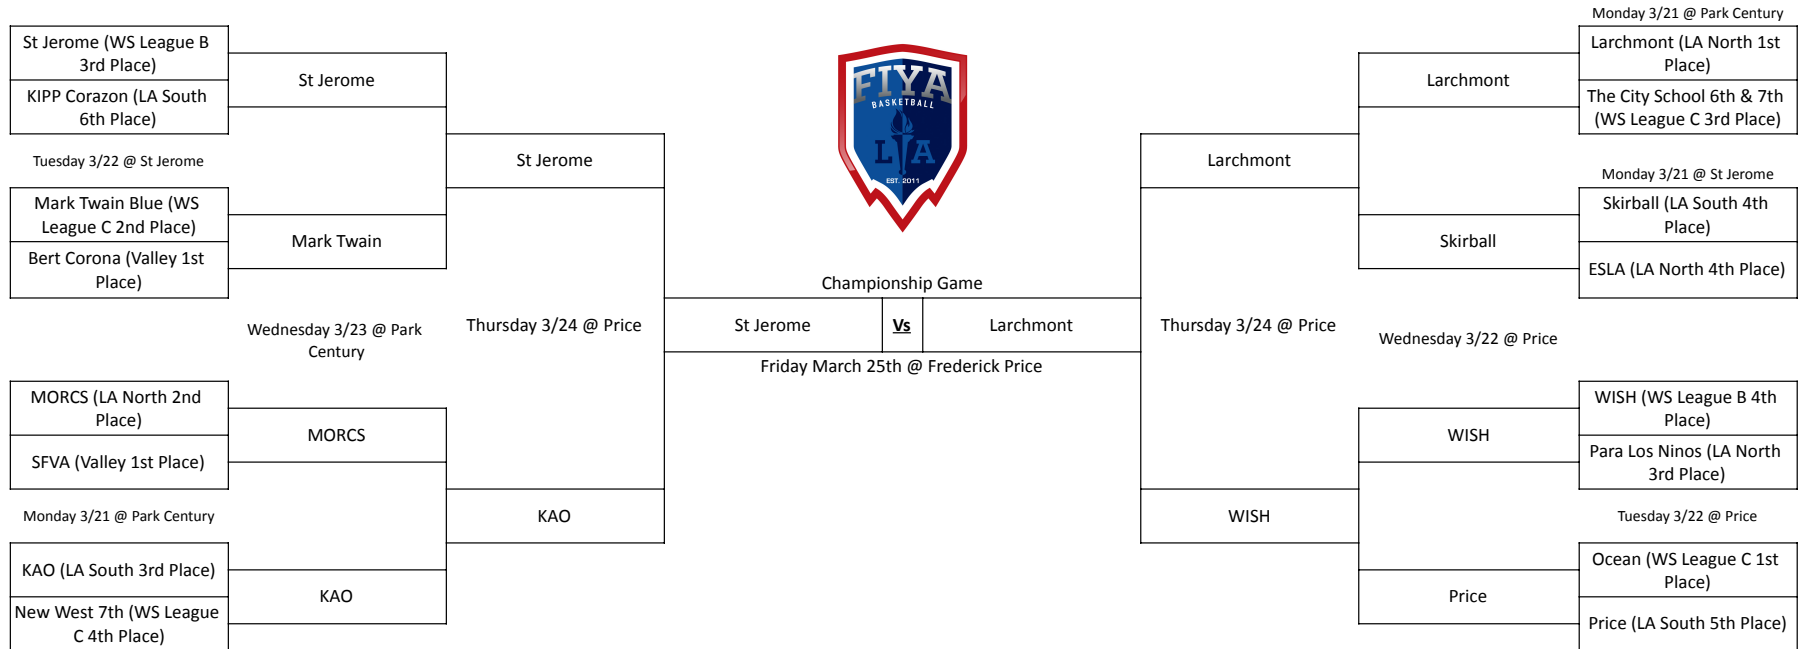 St Jerome (WS League B
3rd Place)
KIPP Corazon (LA South
6th Place)
Tuesday 3/22 @ St Jerome
Mark Twain Blue (WS
League C 2nd Place)
Bert Corona (Valley 1st
Place)
MORCS (LA North 2nd
Place)
SFVA (Valley 1st Place)
Monday 3/21 @ Park Century
KAO (LA South 3rd Place)
New West 7th (WS League
C 4th Place)
St Jerome
Mark Twain
Wednesday 3/23 @ Park
Century
MORCS
KAO
St Jerome
Thursday 3/24 @ Price
KAO
FIYA
BASKETBALL
LA
EST. 2011
Championship Game
St Jerome
Vs
Larchmont
Friday March 25th @ Frederick Price
Larchmont
Thursday 3/24 @ Price
WISH
Larchmont
Skirball
Wednesday 3/22 @ Price
WISH
Price
Monday 3/21 @ Park Century
Larchmont (LA North 1st
Place)
The City School 6th & 7th
(WS League C 3rd Place)
Monday 3/21 @ St Jerome
Skirball (LA South 4th
Place)
ESLA (LA North 4th Place)
WISH (WS League B 4th
Place)
Para Los Ninos (LA North
3rd Place)
Tuesday 3/22 @ Price
Ocean (WS League C 1st
Place)
Price (LA South 5th Place)